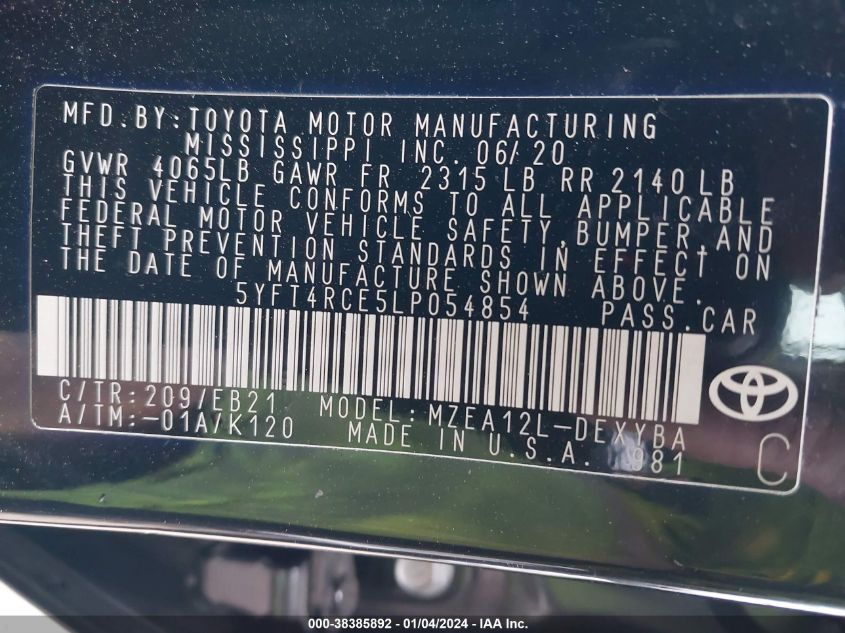 MFD.BY:TOYOTA MOTOR MANUFACTURING
MISSISSIPPI INC. 06/20
GVWR 4065LB GAWR FR 2315LB RR 2140LB
THIS VEHICLE CONFORMS TO ALL APPLICABLE
FEDERAL MOTOR VEHICLE SAFETY,BUMPER,AND
THEFT PREVENTION STANDARDS IN EFFECT ON
THE DATE OF MANUFACTURE SHOWN ABOVE.
5YFT4RCE5LP054854 PASS.CAR
C/TR:209/EB21 MODEL:MZEA12L-DEXYBA
A/TM:-01A/K120 MADE IN U.S.A. 981
C
000-38385892 - 01/04/2024 - IAA Inc.